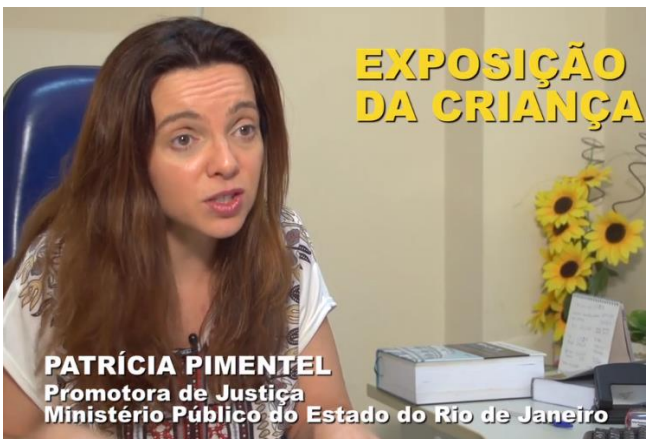 EXPOSIÇÃO
DA CRIANÇA
PATRÍCIA PIMENTEL
Promotora de Justiça
Ministério Público do Estado do Rio de Janeiro